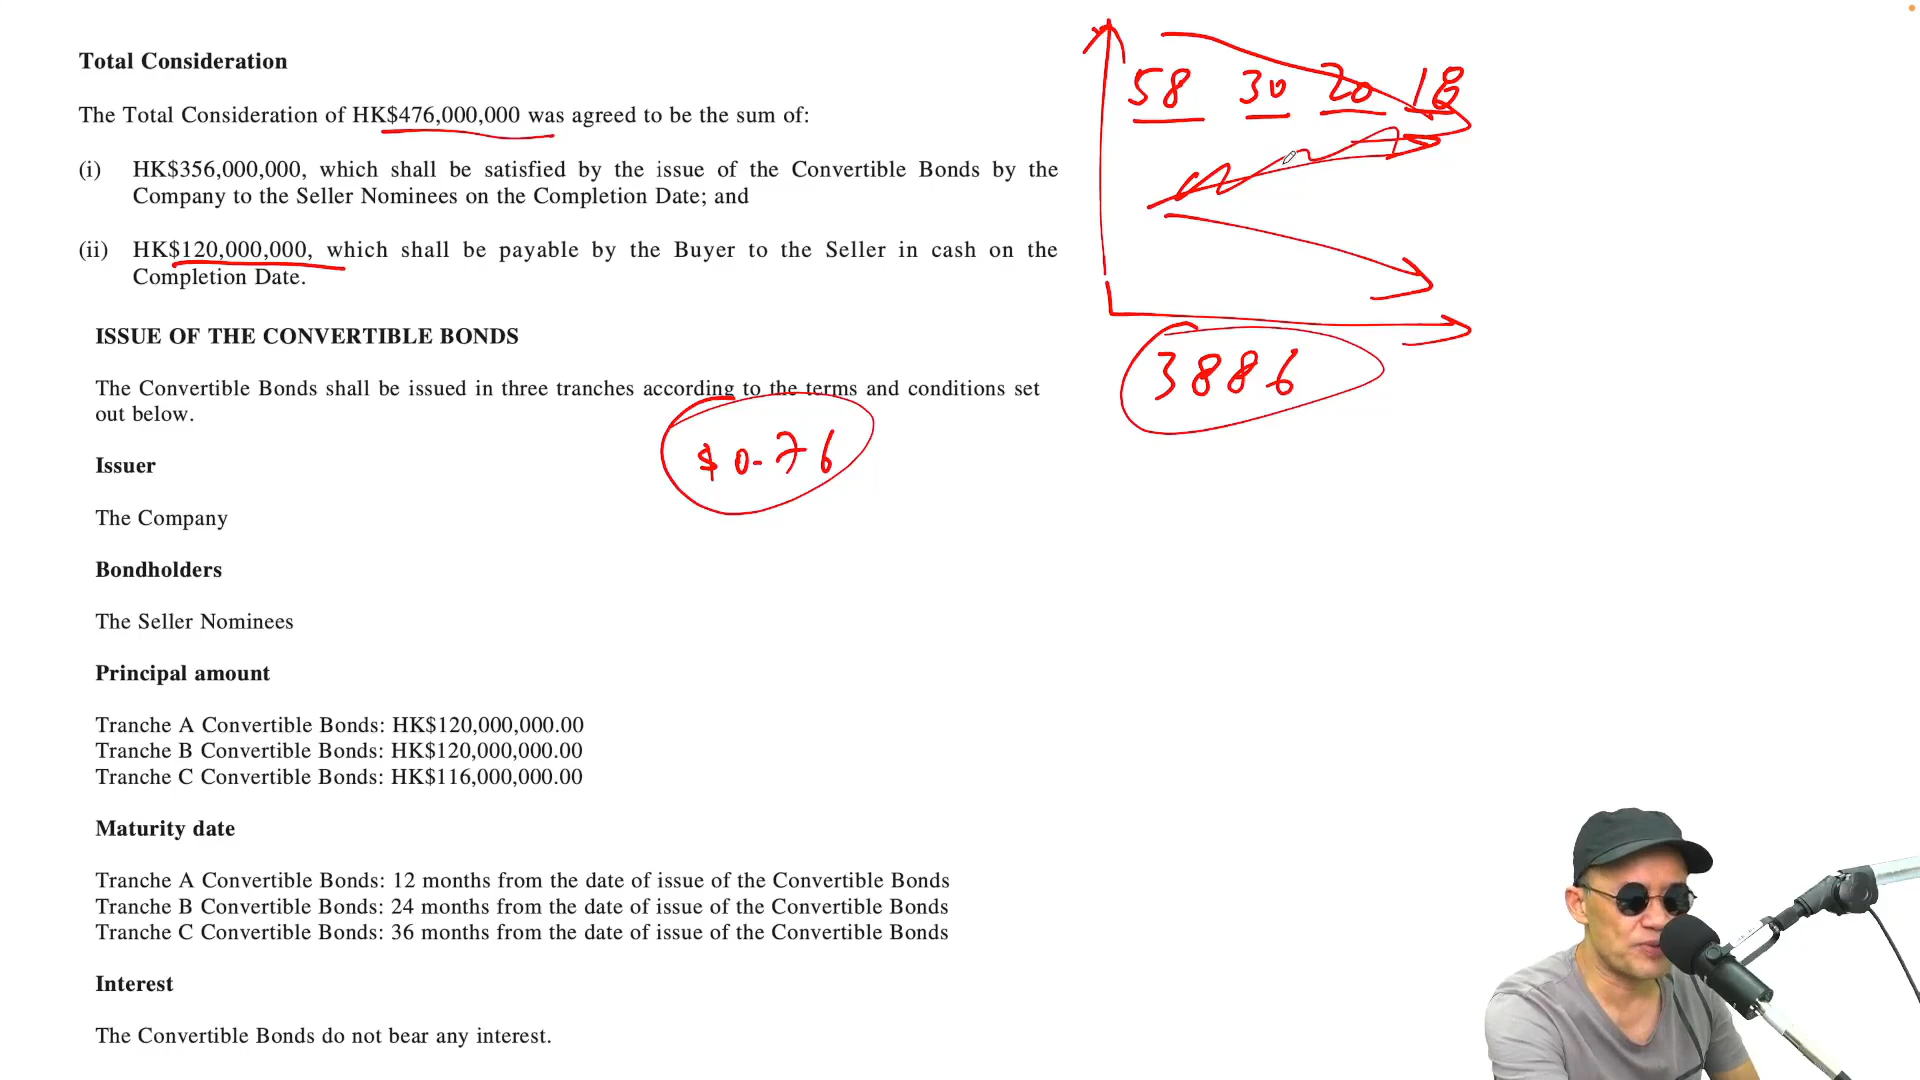 Total Consideration
The Total Consideration of HK$476,000,000 was agreed to be the sum of:
(i) HK$356,000,000, which shall be satisfied by the issue of the Convertible Bonds by the
Company to the Seller Nominees on the Completion Date; and
(ii) HK$120,000,000, which shall be payable by the Buyer to the Seller in cash on the
Completion Date.
ISSUE OF THE CONVERTIBLE BONDS
The Convertible Bonds shall be issued in three tranches according to the terms and conditions set
out below.
Issuer
The Company
Bondholders
The Seller Nominees
Principal amount
Tranche A Convertible Bonds: HK$120,000,000.00
Tranche B Convertible Bonds: HK$120,000,000.00
Tranche C Convertible Bonds: HK$116,000,000.00
Maturity date
Tranche A Convertible Bonds: 12 months from the date of issue of the Convertible Bonds
Tranche B Convertible Bonds: 24 months from the date of issue of the Convertible Bonds
Tranche C Convertible Bonds: 36 months from the date of issue of the Convertible Bonds
Interest
The Convertible Bonds do not bear any interest.
58 30 20 18
3886
$0.76